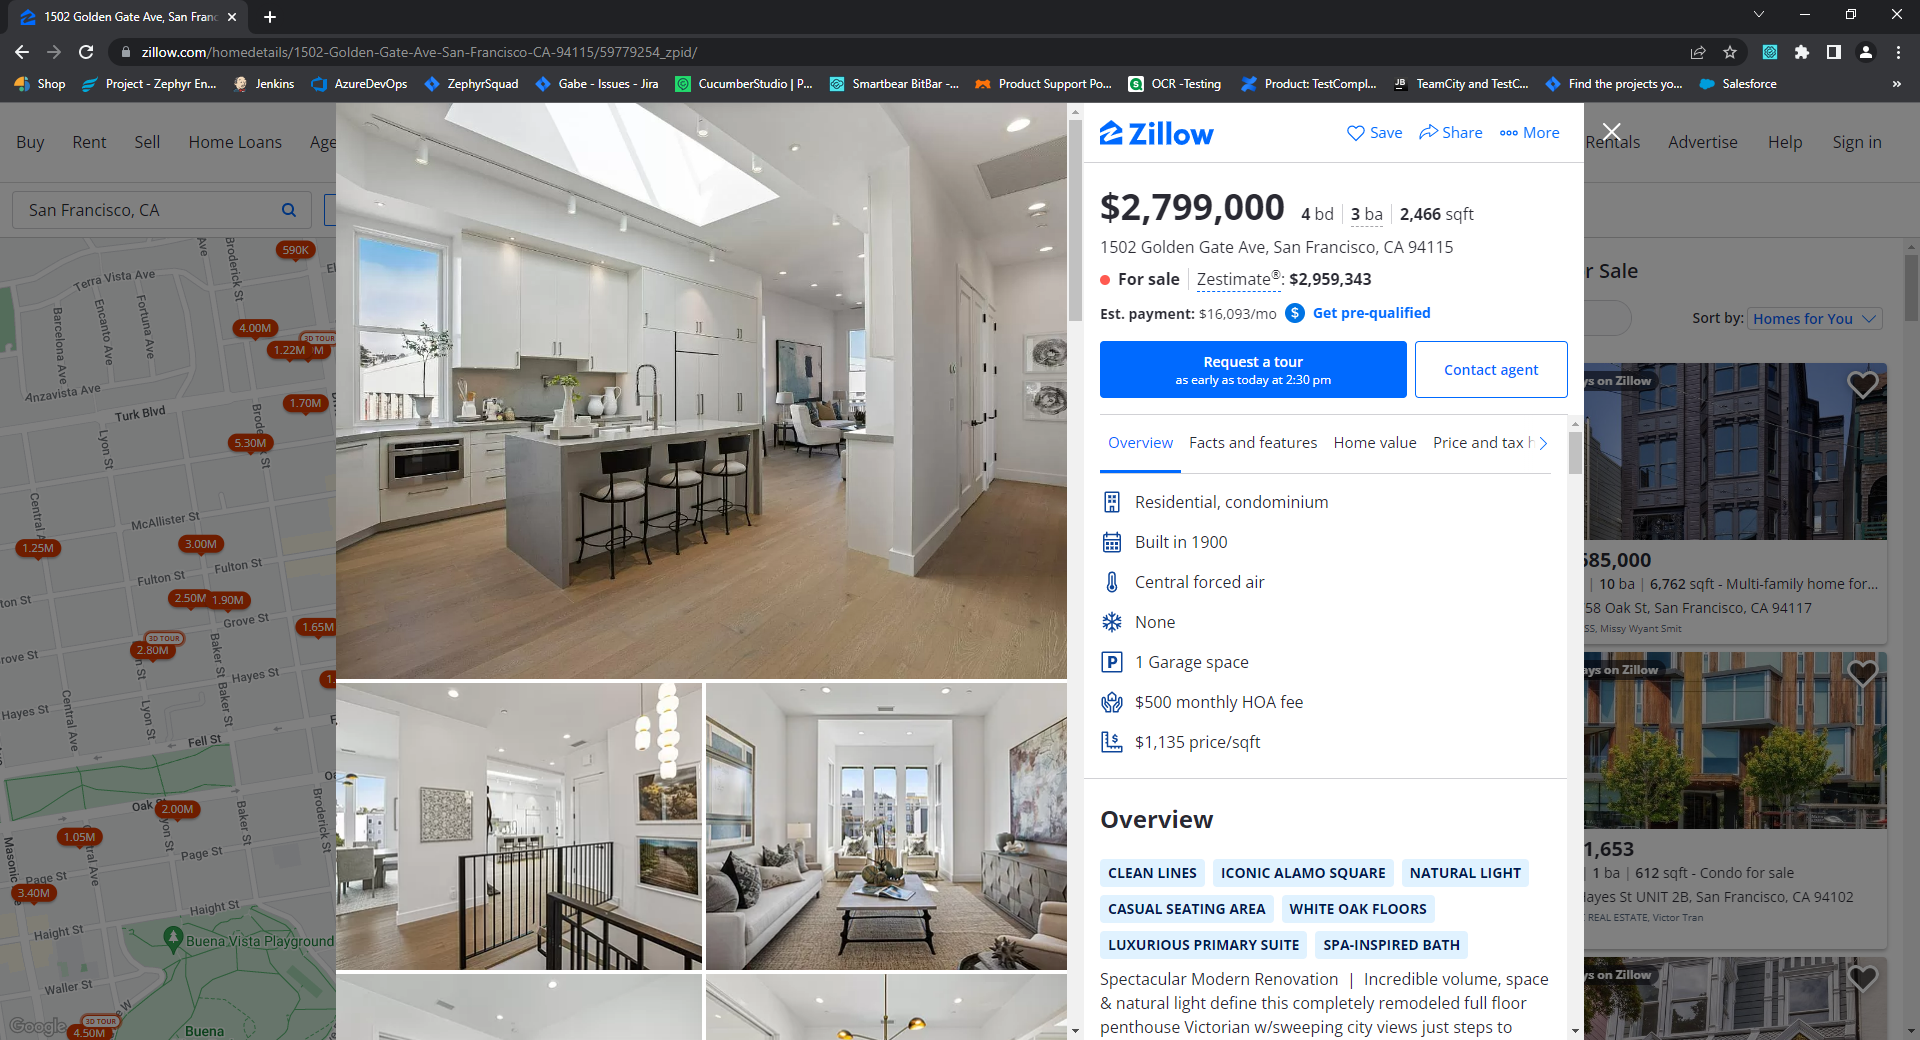 1502 Golden Gate Ave, San Franc
zillow.com/homedetails/1502-Golden-Gate-Ave-San-Francisco-CA-94115/59779254_zpid/
Shop
Project - Zephyr En...
Jenkins
AzureDevOps
ZephyrSquad
Gabe - Issues - Jira
CucumberStudio | P...
Smartbear BitBar -...
Product Support Po...
OCR -Testing
Product: TestCompl...
TeamCity and TestC...
Find the projects yo...
Salesforce
Buy
Rent
Sell
Home Loans
Age
Rentals
Advertise
Help
Sign in
San Francisco, CA
590K
Broderick St
Terra Vista Ave
Fortuna Ave
Encanto Ave
Barcelona Ave
4.00M
3D TOUR
1.22M
Anzavista Ave
Turk Blvd
1.70M
5.30M
Lyon St
McAllister St
1.25M
3.00M
Fulton St
Fulton St
2.50M
1.90M
Grove St
1.65M
3D TOUR
2.80M
Baker St
Baker St
Hayes St
Hayes St
Central Ave
Lyon St
Fell St
Oak St
2.00M
1.05M
Broderick St
Baker St
Page St
Page St
3.40M
Haight St
Haight St
Buena Vista Playground
Waller St
Google
3D TOUR
4.50M
Buena
Zillow
Save
Share
More
$2,799,000 4 bd 3 ba 2,466 sqft
1502 Golden Gate Ave, San Francisco, CA 94115
For sale Zestimate®: $2,959,343
Est. payment: $16,093/mo $ Get pre-qualified
Request a tour
as early as today at 2:30 pm
Contact agent
Overview
Facts and features
Home value
Price and tax h
Residential, condominium
Built in 1900
Central forced air
None
1 Garage space
$500 monthly HOA fee
$1,135 price/sqft
Overview
CLEAN LINES
ICONIC ALAMO SQUARE
NATURAL LIGHT
CASUAL SEATING AREA
WHITE OAK FLOORS
LUXURIOUS PRIMARY SUITE
SPA-INSPIRED BATH
Spectacular Modern Renovation | Incredible volume, space
& natural light define this completely remodeled full floor
penthouse Victorian w/sweeping city views just steps to
r Sale
Sort by: Homes for You
ys on Zillow
585,000
10 ba | 6,762 sqft - Multi-family home for...
58 Oak St, San Francisco, CA 94117
SS, Missy Wyant Smit
ays on Zillow
1,653
1 ba | 612 sqft - Condo for sale
Hayes St UNIT 2B, San Francisco, CA 94102
REAL ESTATE, Victor Tran
ys on Zillow